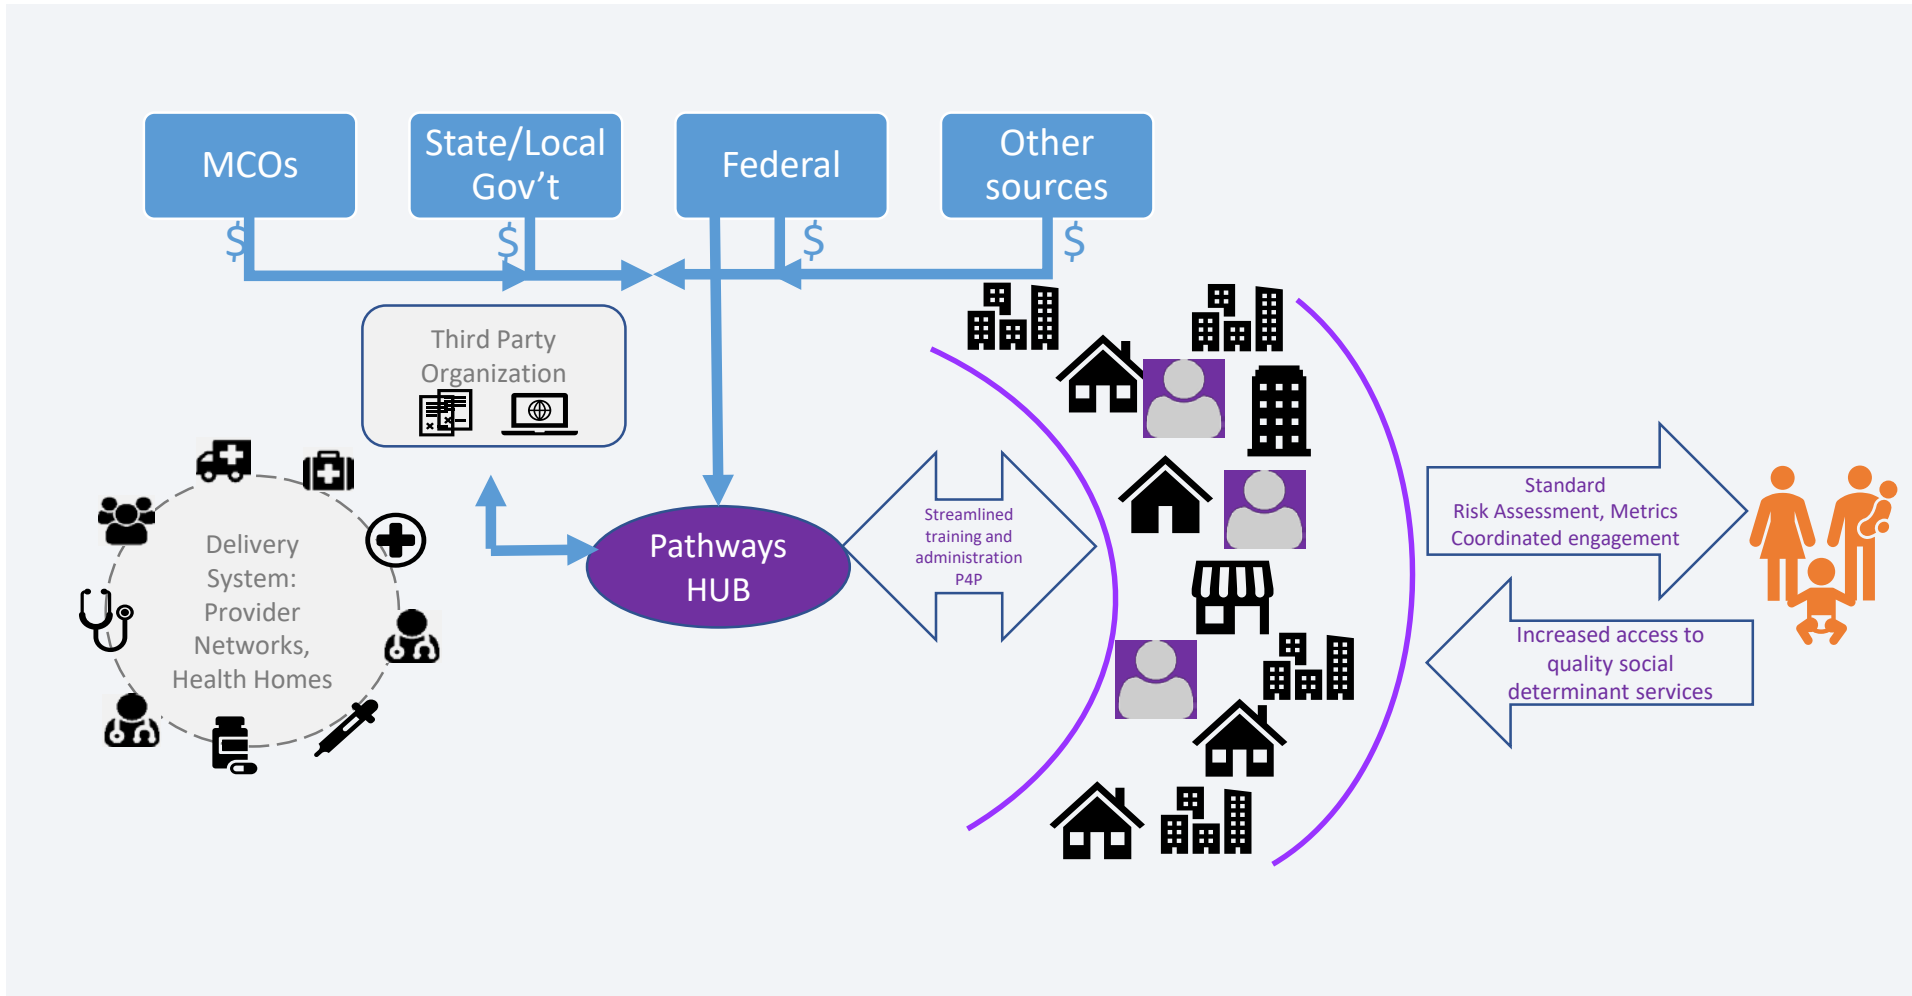 MCOs
State/Local
Gov't
Federal
Other
sources
$
$
$
$
Third Party
Organization
Delivery
System:
Provider
Networks,
Health Homes
Pathways
HUB
Streamlined
training and
administration
P4P
Standard
Risk Assessment, Metrics
Coordinated engagement
Increased access to
quality social
determinant services